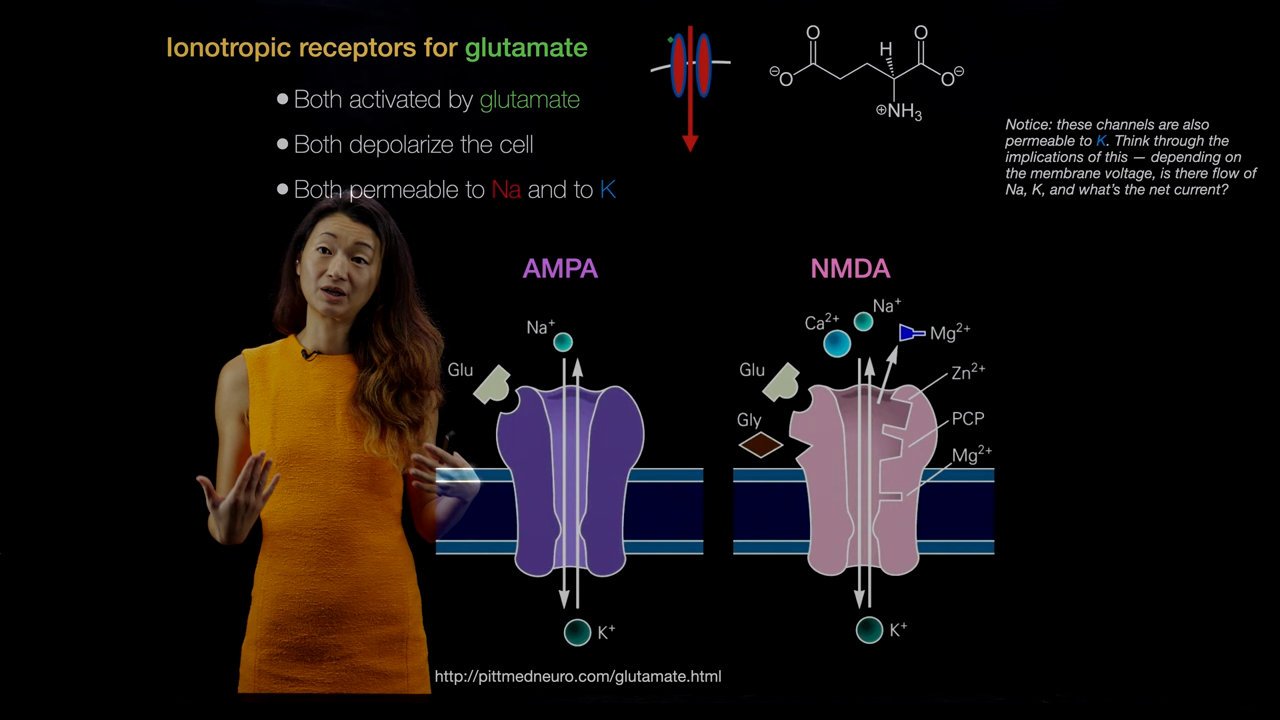 Ionotropic receptors for glutamate
● Both activated by glutamate
● Both depolarize the cell
● Both permeable to Na and to K
O
O
H
⊖O
O⊖
⊕NH3
Notice: these channels are also
permeable to K. Think through the
implications of this — depending on
the membrane voltage, is there flow of
Na, K, and what's the net current?
AMPA
Na⁺
Glu
K⁺
NMDA
Ca²⁺
Na⁺
Mg²⁺
Glu
Zn²⁺
Gly
PCP
Mg²⁺
K⁺
http://pittmedneuro.com/glutamate.html